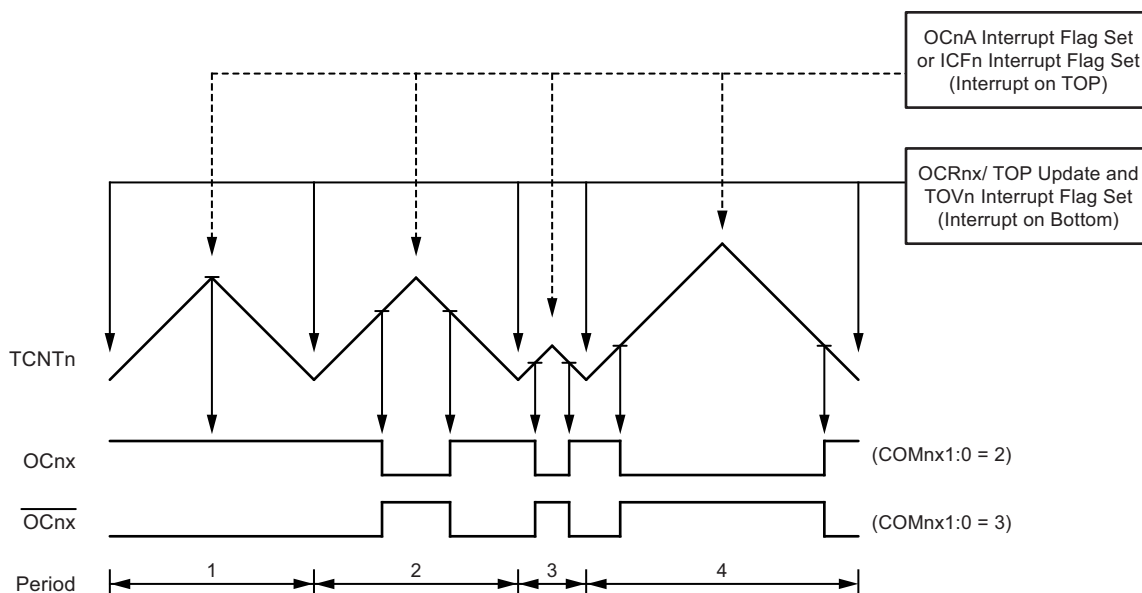 OCnA Interrupt Flag Set
or ICFn Interrupt Flag Set
(Interrupt on TOP)
OCRnx/ TOP Update and
TOVn Interrupt Flag Set
(Interrupt on Bottom)
TCNTn
OCnx
(COMnx1:0 = 2)
OCnx
(COMnx1:0 = 3)
Period
1
2
3
4